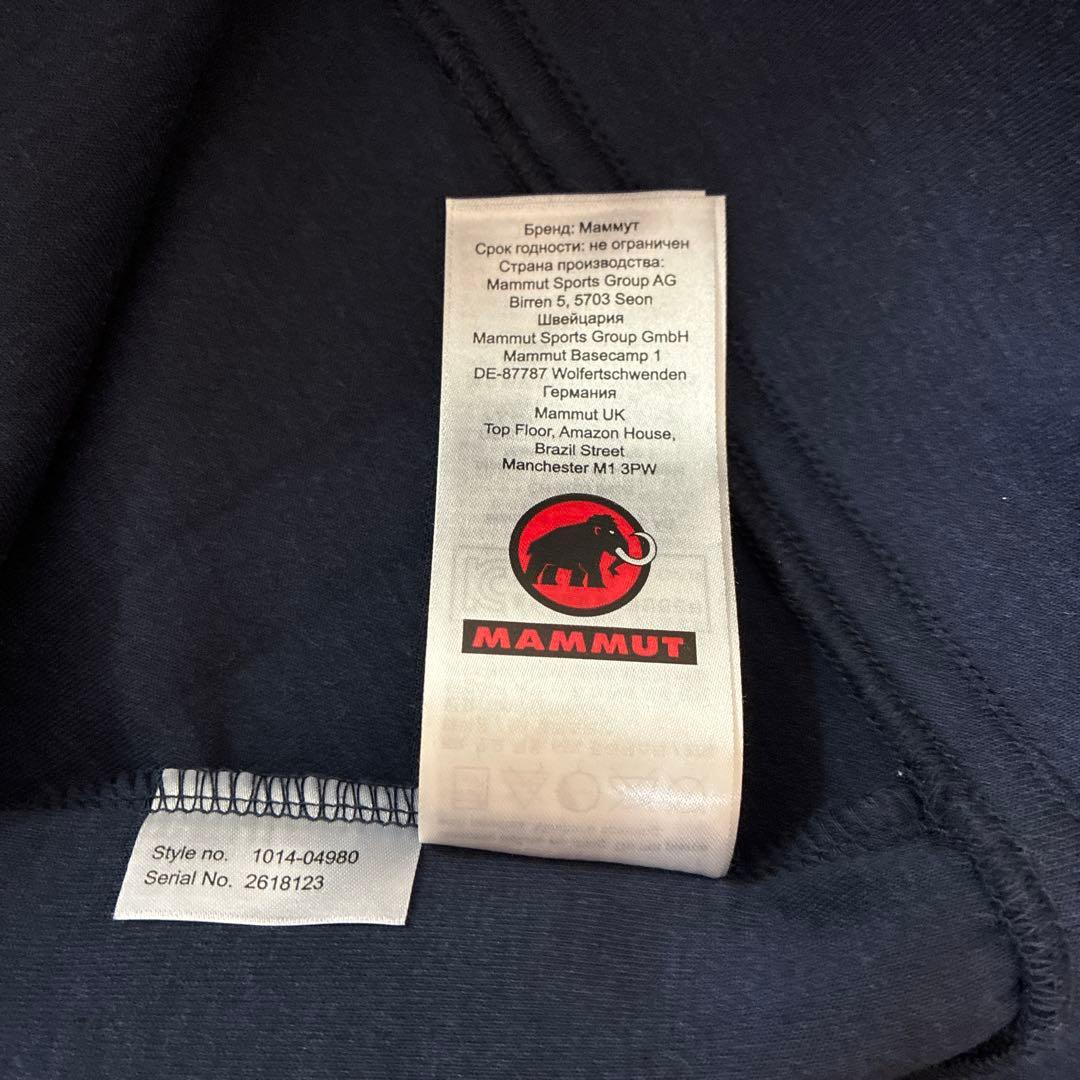 Бренд: Маммут
Срок годности: не ограничен
Страна производства:
Mammut Sports Group AG
Birren 5, 5703 Seon
Швейцария
Mammut Sports Group GmbH
Mammut Basecamp 1
DE-87787 Wolfertschwenden
Германия
Mammut UK
Top Floor, Amazon House,
Brazil Street
Manchester M1 3PW
MAMMUT
Style no. 1014-04980
Serial No. 2618123